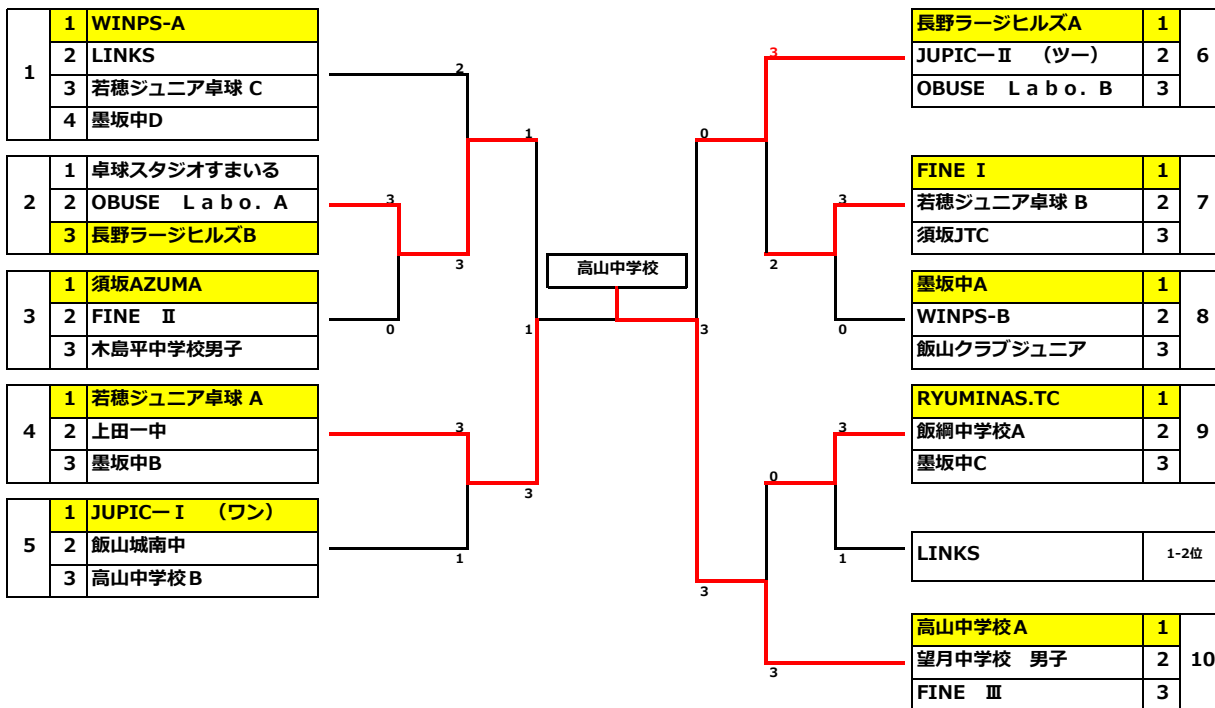 1
1 WINPS-A
2 LINKS
3 若穂ジュニア卓球 C
4 墨坂中D
2
1 卓球スタジオすまいる
2 OBUSE Ｌａｂｏ．Ａ
3 長野ラージヒルズB
3
1 須坂AZUMA
2 FINE Ⅱ
3 木島平中学校男子
4
1 若穂ジュニア卓球 A
2 上田一中
3 墨坂中B
5
1 JUPICーⅠ （ワン）
2 飯山城南中
3 高山中学校Ｂ
2
1
3
3
0
1
3
3
1
高山中学校
3
0
3
2
0
3
3
0
1
3
3
長野ラージヒルズA 1
JUPICーⅡ （ツー） 2
OBUSE Ｌａｂｏ．Ｂ 3
6
FINE Ⅰ 1
若穂ジュニア卓球 B 2
須坂JTC 3
7
墨坂中A 1
WINPS-B 2
飯山クラブジュニア 3
8
RYUMINAS.TC 1
飯綱中学校A 2
墨坂中C 3
9
LINKS 1-2位
高山中学校Ａ 1
望月中学校 男子 2
FINE Ⅲ 3
10